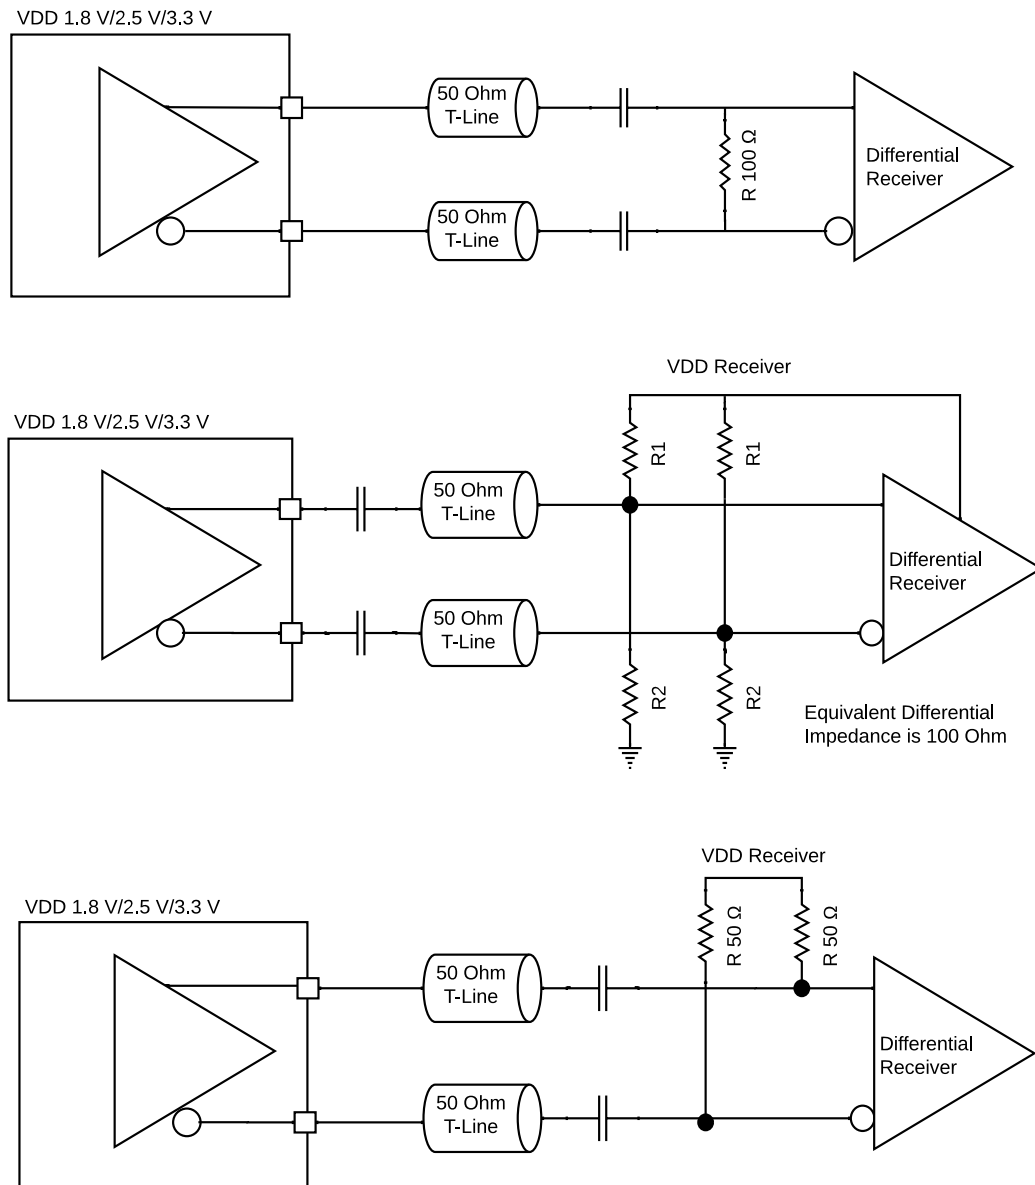 VDD 1.8 V/2.5 V/3.3 V
50 Ohm
T-Line
R 100 Ω
Differential
Receiver
50 Ohm
T-Line
VDD Receiver
VDD 1.8 V/2.5 V/3.3 V
R1
R1
50 Ohm
T-Line
Differential
Receiver
50 Ohm
T-Line
R2
R2
Equivalent Differential
Impedance is 100 Ohm
VDD Receiver
VDD 1.8 V/2.5 V/3.3 V
R 50 Ω
R 50 Ω
50 Ohm
T-Line
Differential
Receiver
50 Ohm
T-Line